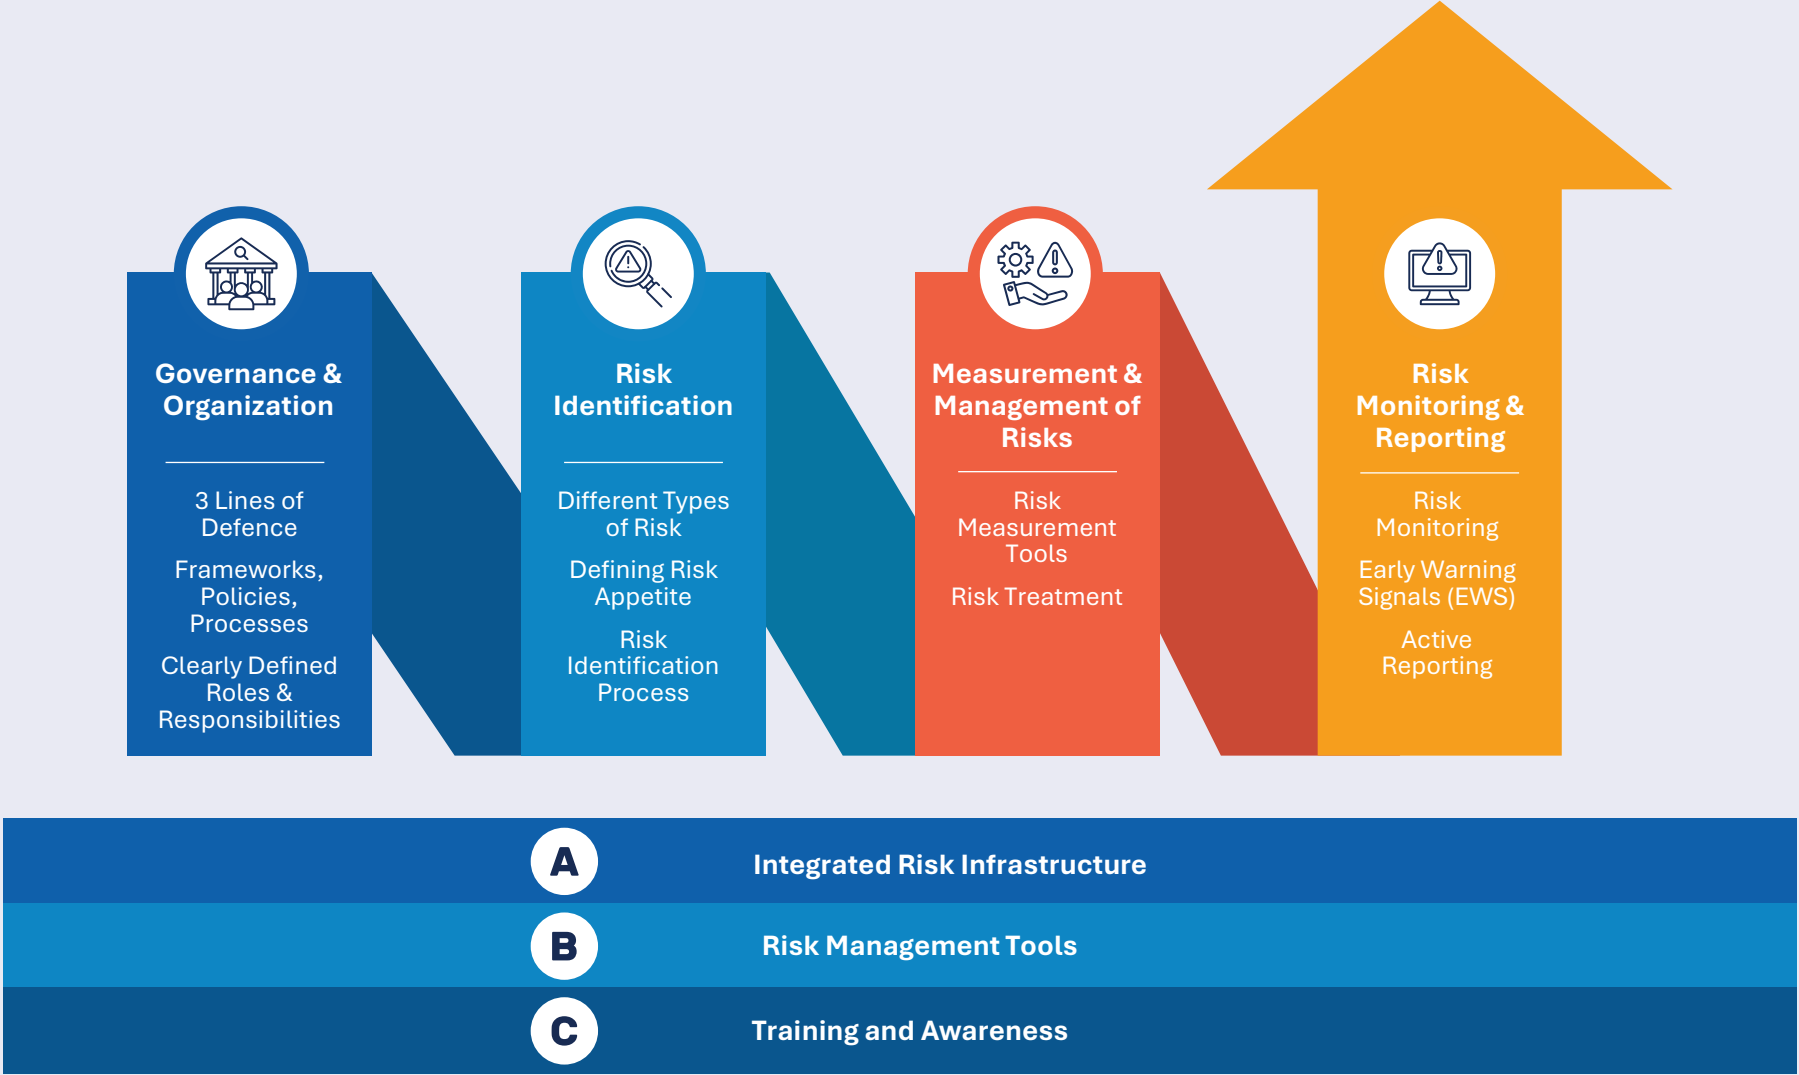 Governance &
Organization
3 Lines of
Defence
Frameworks,
Policies,
Processes
Clearly Defined
Roles &
Responsibilities
Risk
Identification
Different Types
of Risk
Defining Risk
Appetite
Risk
Identification
Process
Measurement &
Management of
Risks
Risk
Measurement
Tools
Risk Treatment
Risk
Monitoring &
Reporting
Risk
Monitoring
Early Warning
Signals (EWS)
Active
Reporting
A Integrated Risk Infrastructure
B Risk Management Tools
C Training and Awareness